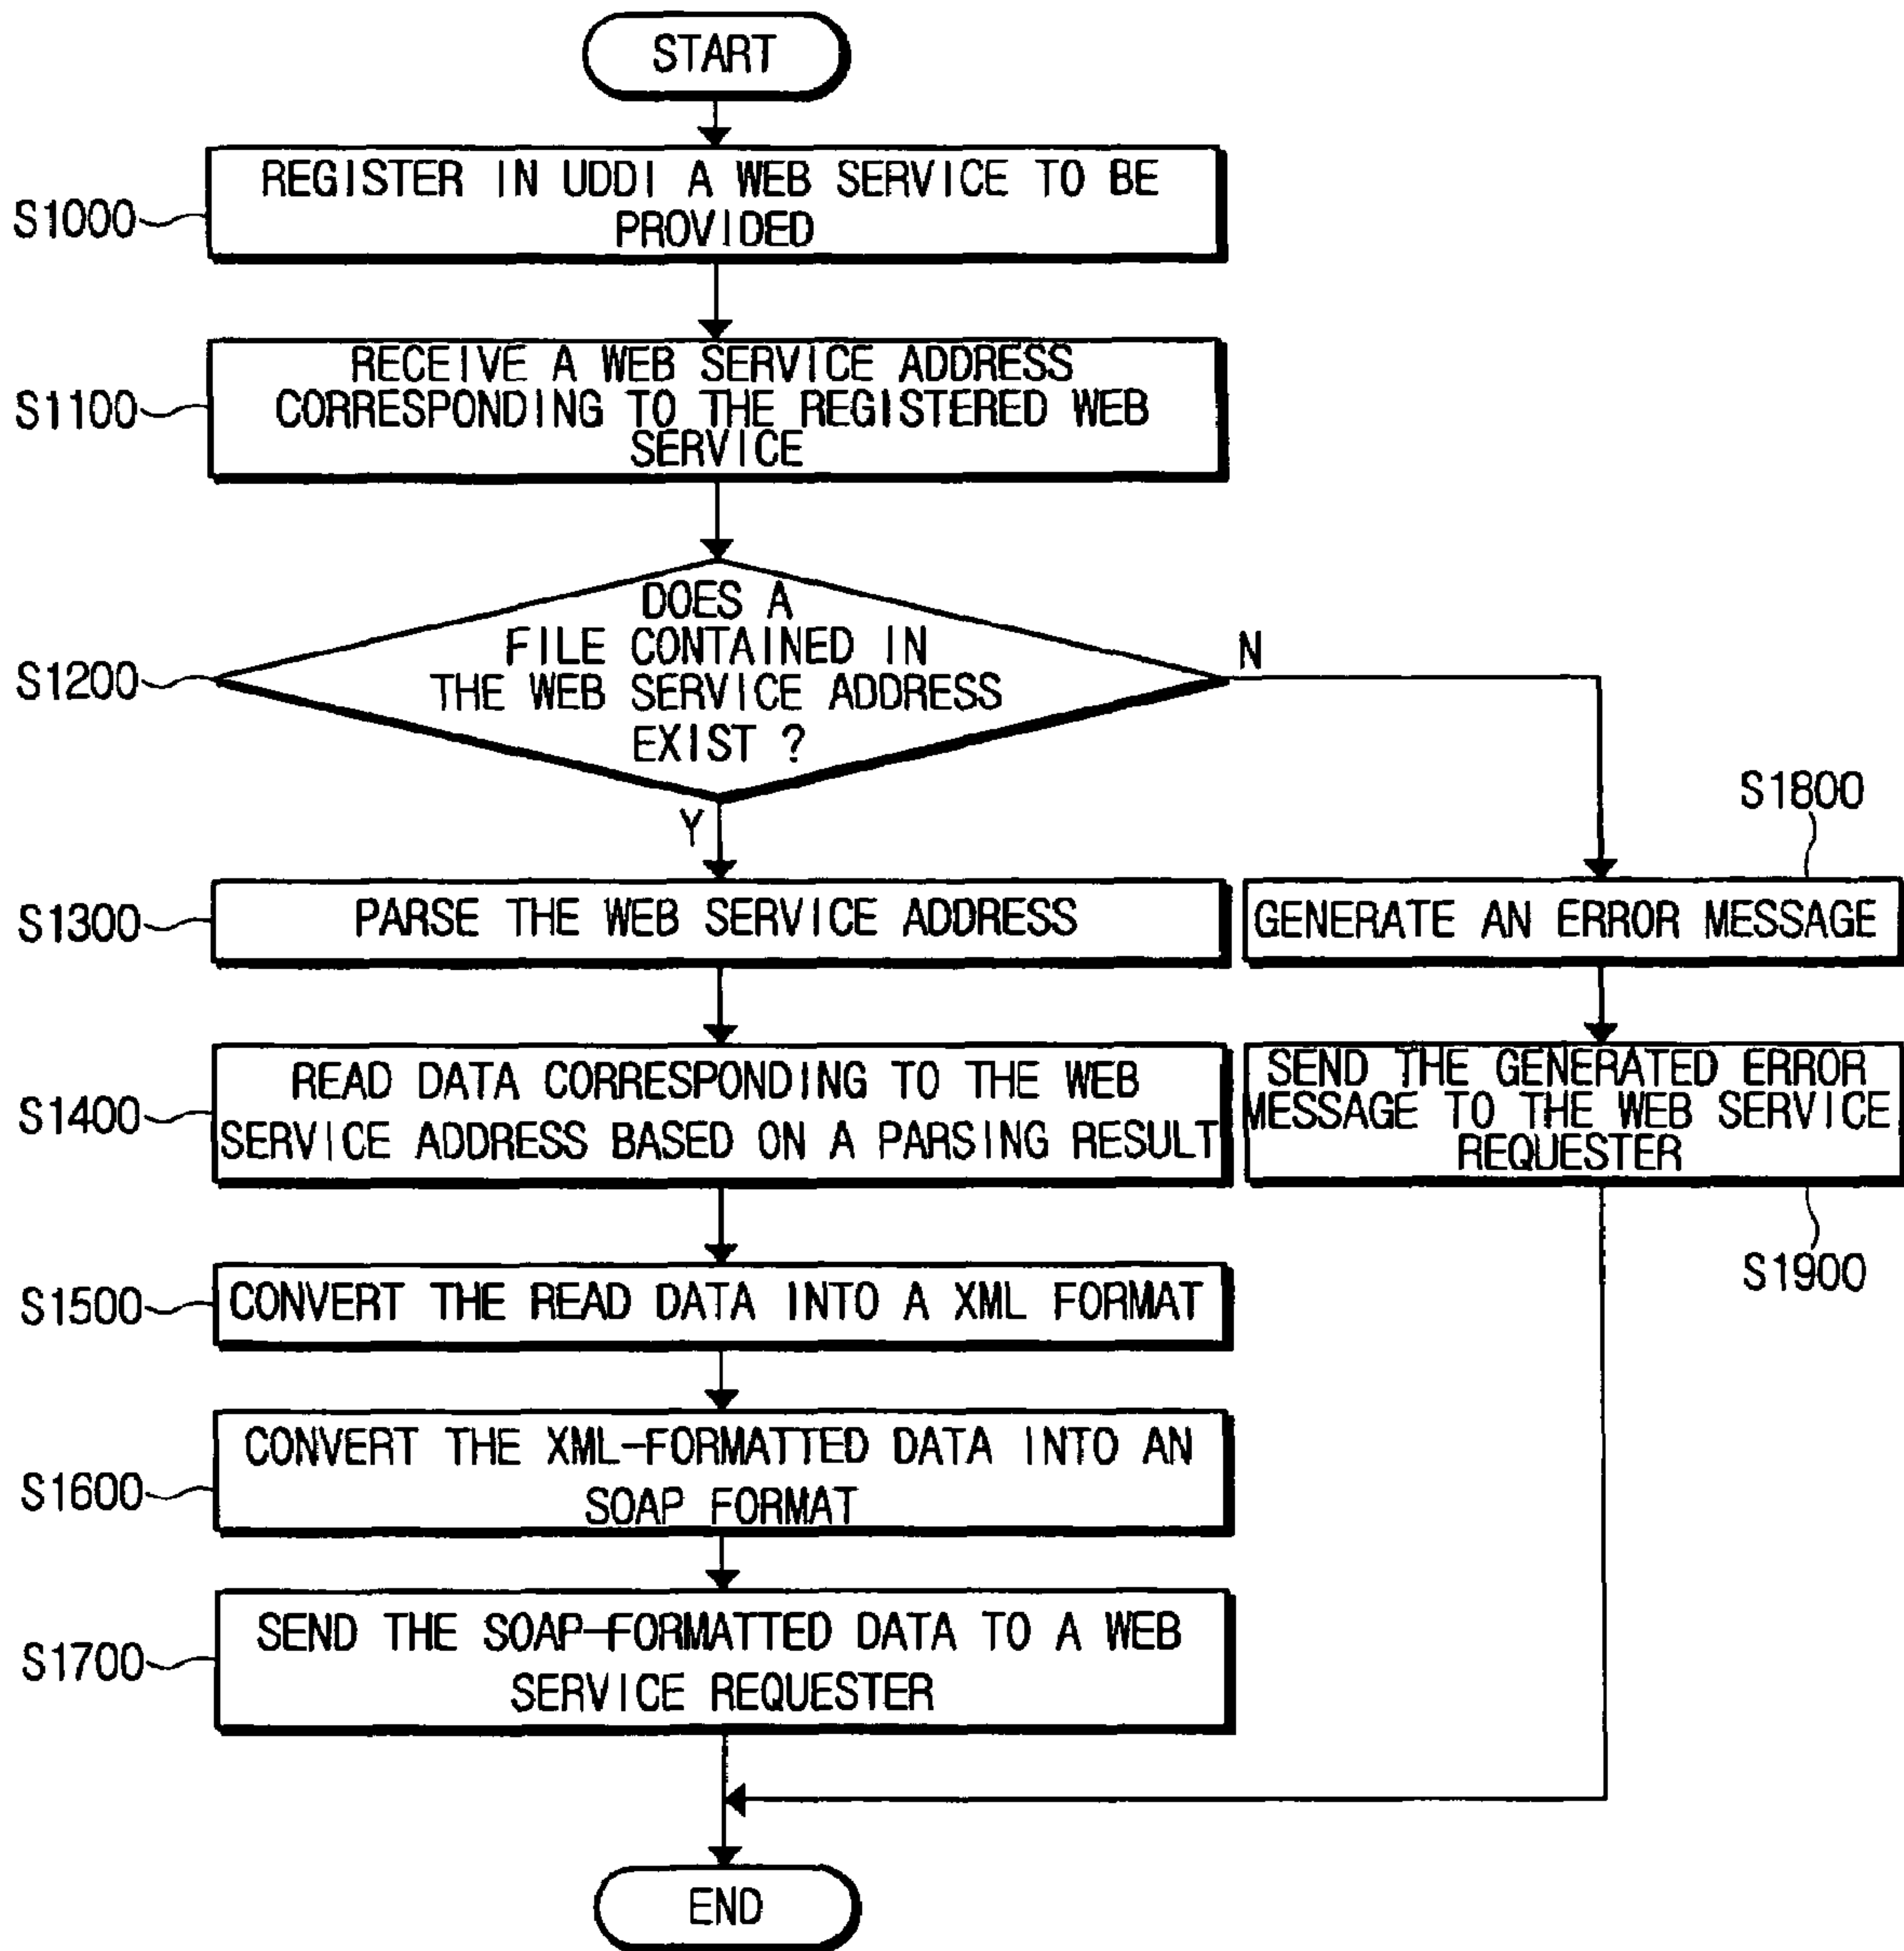 START
REGISTER IN UDDI A WEB SERVICE TO BE
PROVIDED
S1000
RECEIVE A WEB SERVICE ADDRESS
CORRESPONDING TO THE REGISTERED WEB
SERVICE
S1100
DOES A
FILE CONTAINED IN
THE WEB SERVICE ADDRESS
EXIST ?
S1200
N
Y
S1800
S1300
PARSE THE WEB SERVICE ADDRESS
GENERATE AN ERROR MESSAGE
READ DATA CORRESPONDING TO THE WEB
SERVICE ADDRESS BASED ON A PARSING RESULT
S1400
SEND THE GENERATED ERROR
MESSAGE TO THE WEB SERVICE
REQUESTER
S1900
S1500
CONVERT THE READ DATA INTO A XML FORMAT
CONVERT THE XML-FORMATTED DATA INTO AN
SOAP FORMAT
S1600
SEND THE SOAP-FORMATTED DATA TO A WEB
SERVICE REQUESTER
S1700
END